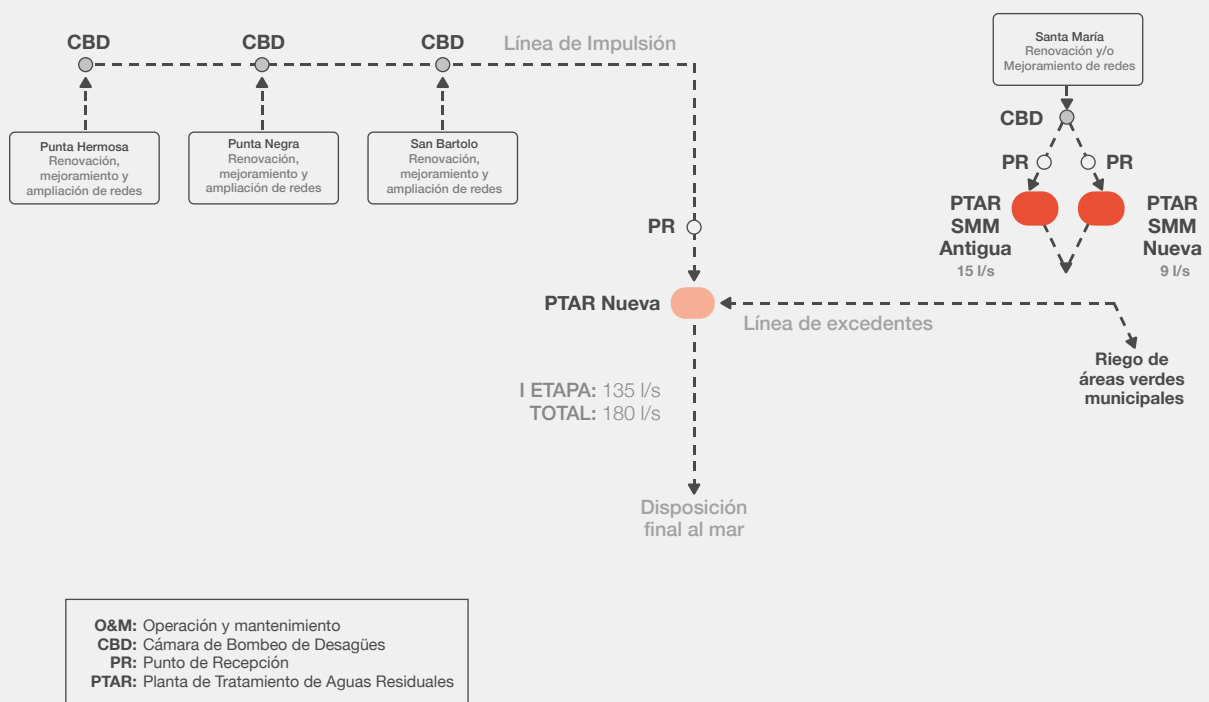 CBD
CBD
CBD
Línea de Impulsión
Punta Hermosa
Renovación,
mejoramiento y
ampliación de redes
Punta Negra
Renovación,
mejoramiento y
ampliación de redes
San Bartolo
Renovación,
mejoramiento y
ampliación de redes
Santa María
Renovación y/o
Mejoramiento de redes
CBD
PR
PR
PTAR
SMM
Antigua
15 l/s
PTAR
SMM
Nueva
9 l/s
PR
PTAR Nueva
Línea de excedentes
Riego de
áreas verdes
municipales
I ETAPA: 135 l/s
TOTAL: 180 l/s
Disposición
final al mar
O&M: Operación y mantenimiento
CBD: Cámara de Bombeo de Desagües
PR: Punto de Recepción
PTAR: Planta de Tratamiento de Aguas Residuales